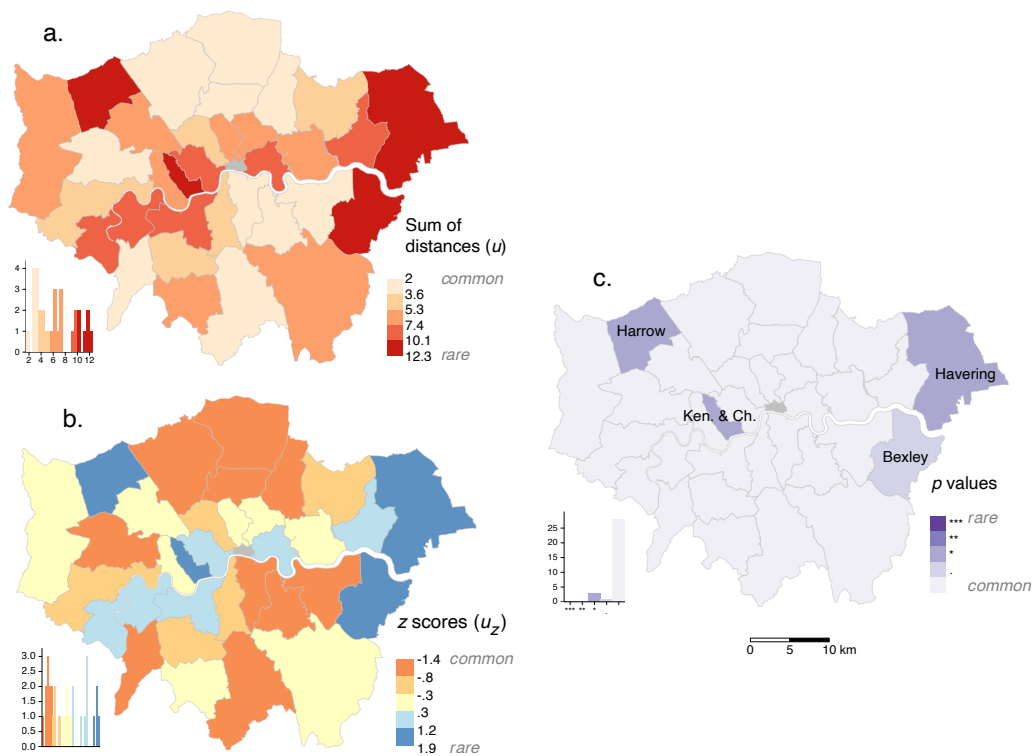 a.
Sum of
distances (u)
2
common
3.6
5.3
7.4
10.1
12.3
rare
4
3
2
1
0
2 4 6 8 10 12
b.
z scores (uz)
-1.4
common
-.8
-.3
.3
1.2
1.9
rare
3.0
2.5
2.0
1.5
1.0
0.5
0.0
c.
Harrow
Havering
Ken. & Ch.
Bexley
p values
*** rare
**
*
.
common
25
20
15
10
5
0
*** ** * .
0 5 10 km